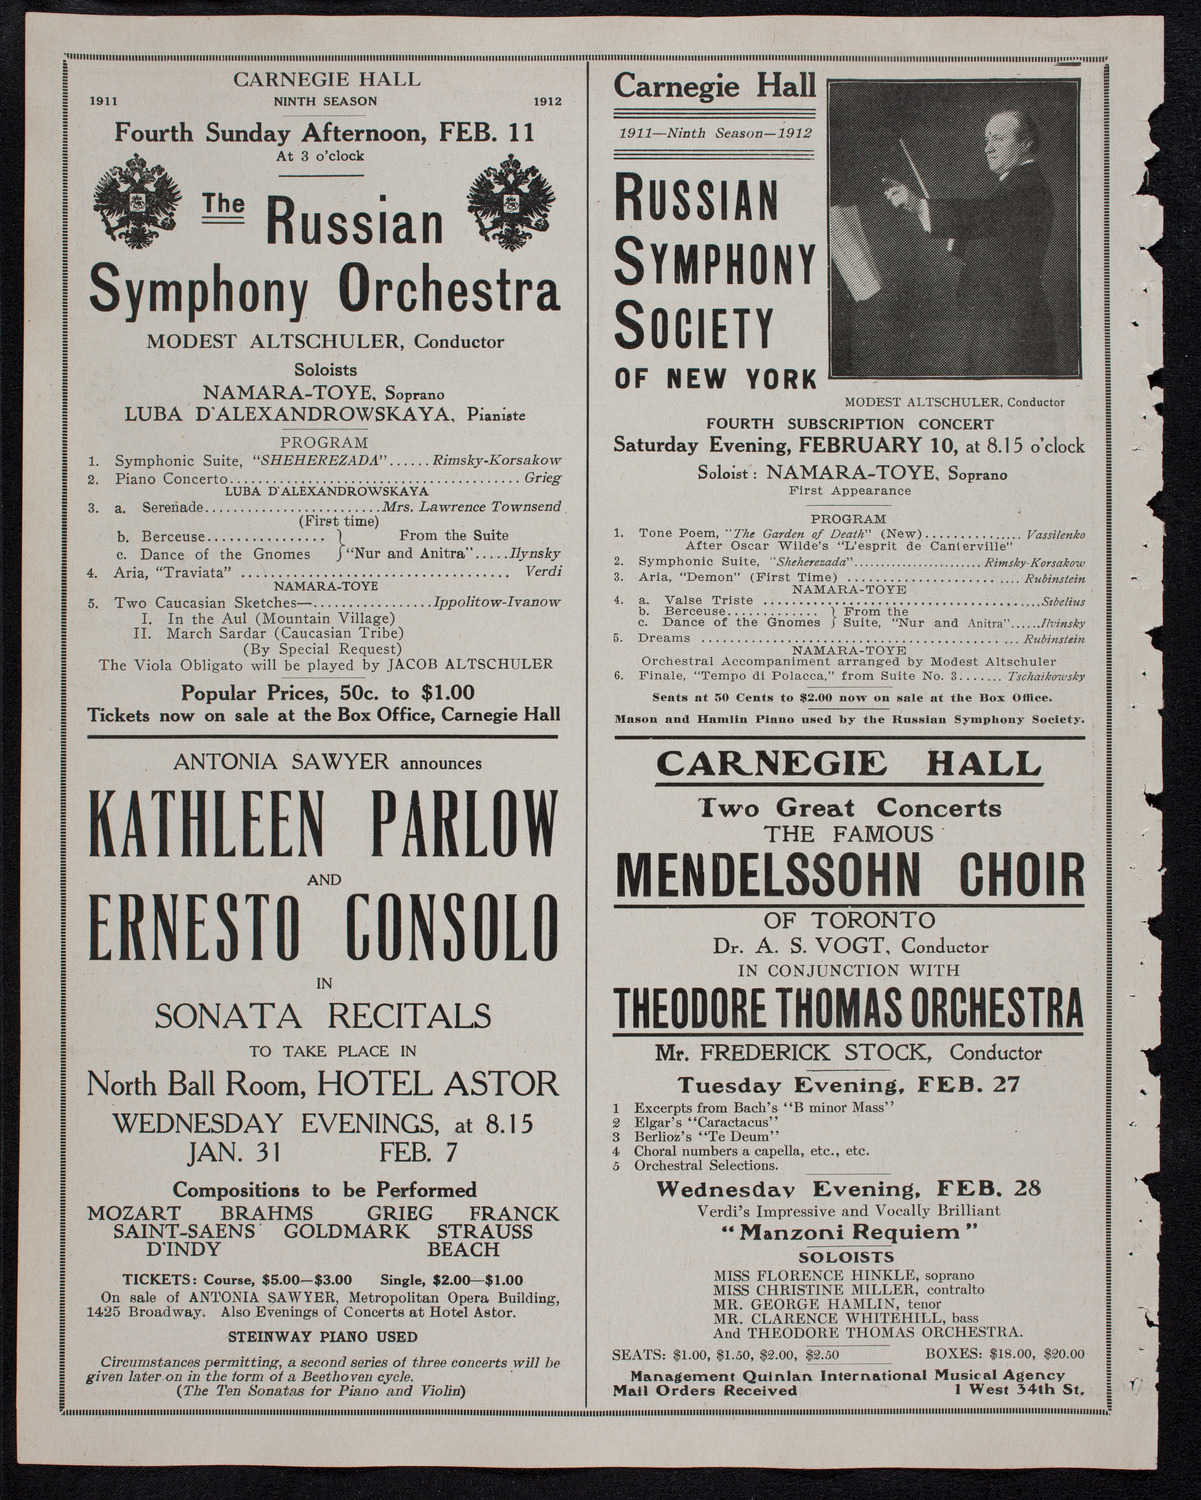 CARNEGIE HALL
1911 NINTH SEASON 1912
Fourth Sunday Afternoon, FEB. 11
At 3 o'clock
The Russian
Symphony Orchestra
MODEST ALTSCHULER, Conductor
Soloists
NAMARA-TOYE, Soprano
LUBA D'ALEXANDROWSKAYA, Pianiste
PROGRAM
1. Symphonic Suite, "SHEHEREZADA"......Rimsky-Korsakow
2. Piano Concerto......Grieg
LUBA D'ALEXANDROWSKAYA
3. a. Serenade......Mrs. Lawrence Townsend
(First time)
b. Berceuse...... } From the Suite
c. Dance of the Gnomes } "Nur and Anitra".....Ilynsky
4. Aria, "Traviata" ...... Verdi
NAMARA-TOYE
5. Two Caucasian Sketches—......Ippolitow-Ivanow
I. In the Aul (Mountain Village)
II. March Sardar (Caucasian Tribe)
(By Special Request)
The Viola Obligato will be played by JACOB ALTSCHULER
Popular Prices, 50c. to $1.00
Tickets now on sale at the Box Office, Carnegie Hall
ANTONIA SAWYER announces
KATHLEEN PARLOW
AND
ERNESTO CONSOLO
IN
SONATA RECITALS
TO TAKE PLACE IN
North Ball Room, HOTEL ASTOR
WEDNESDAY EVENINGS, at 8.15
JAN. 31 FEB. 7
Compositions to be Performed
MOZART BRAHMS GRIEG FRANCK
SAINT-SAENS GOLDMARK STRAUSS
D'INDY BEACH
TICKETS: Course, $5.00—$3.00 Single, $2.00—$1.00
On sale of ANTONIA SAWYER, Metropolitan Opera Building,
1425 Broadway. Also Evenings of Concerts at Hotel Astor.
STEINWAY PIANO USED
Circumstances permitting, a second series of three concerts will be
given later on in the form of a Beethoven cycle.
(The Ten Sonatas for Piano and Violin)
Carnegie Hall
1911—Ninth Season—1912
RUSSIAN
SYMPHONY
SOCIETY
OF NEW YORK
MODEST ALTSCHULER, Conductor
FOURTH SUBSCRIPTION CONCERT
Saturday Evening, FEBRUARY 10, at 8.15 o'clock
Soloist: NAMARA-TOYE, Soprano
First Appearance
PROGRAM
1. Tone Poem, "The Garden of Death" (New)...... Vassilenko
After Oscar Wilde's "L'esprit de Canterville"
2. Symphonic Suite, "Sheherezada"...... Rimsky-Korsakow
3. Aria, "Demon" (First Time) ...... Rubinstein
NAMARA-TOYE
4. a. Valse Triste ......Sibelius
b. Berceuse...... } From the
c. Dance of the Gnomes } Suite, "Nur and Anitra"......Ilvinsky
5. Dreams ...... Rubinstein
NAMARA-TOYE
Orchestral Accompaniment arranged by Modest Altschuler
6. Finale, "Tempo di Polacca," from Suite No. 3....... Tschaikowsky
Seats at 50 Cents to $2.00 now on sale at the Box Office.
Mason and Hamlin Piano used by the Russian Symphony Society.
CARNEGIE HALL
Two Great Concerts
THE FAMOUS
MENDELSSOHN CHOIR
OF TORONTO
Dr. A. S. VOGT, Conductor
IN CONJUNCTION WITH
THEODORE THOMAS ORCHESTRA
Mr. FREDERICK STOCK, Conductor
Tuesday Evening, FEB. 27
1 Excerpts from Bach's "B minor Mass"
2 Elgar's "Caractacus"
3 Berlioz's "Te Deum"
4 Choral numbers a capella, etc., etc.
5 Orchestral Selections.
Wednesday Evening, FEB. 28
Verdi's Impressive and Vocally Brilliant
"Manzoni Requiem"
SOLOISTS
MISS FLORENCE HINKLE, soprano
MISS CHRISTINE MILLER, contralto
MR. GEORGE HAMLIN, tenor
MR. CLARENCE WHITEHILL, bass
And THEODORE THOMAS ORCHESTRA.
SEATS: $1.00, $1.50, $2.00, $2.50 BOXES: $18.00, $20.00
Management Quinlan International Musical Agency
Mail Orders Received 1 West 34th St.